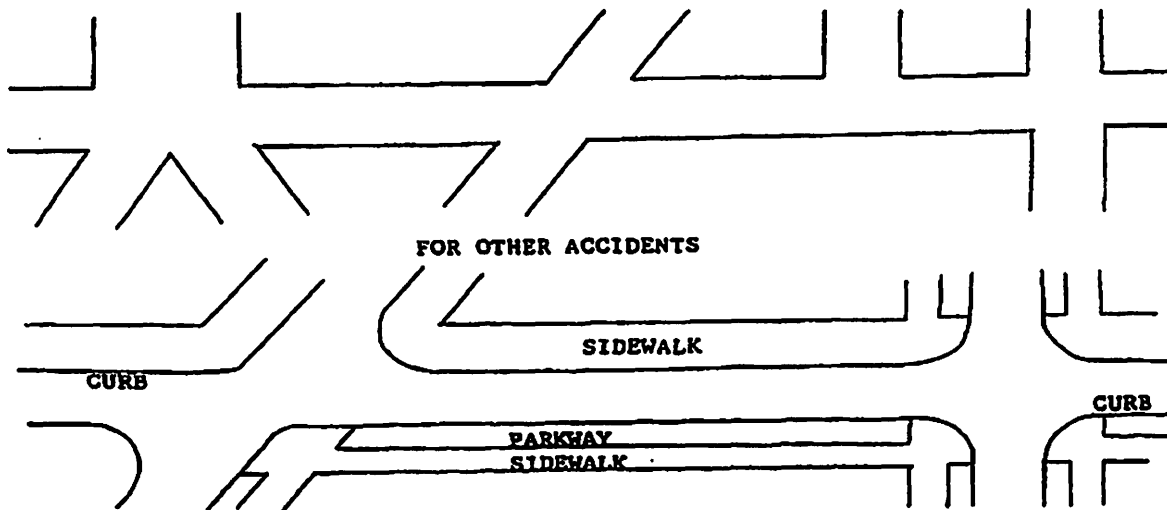 FOR OTHER ACCIDENTS
SIDEWALK
CURB
CURB
PARKWAY
SIDEWALK